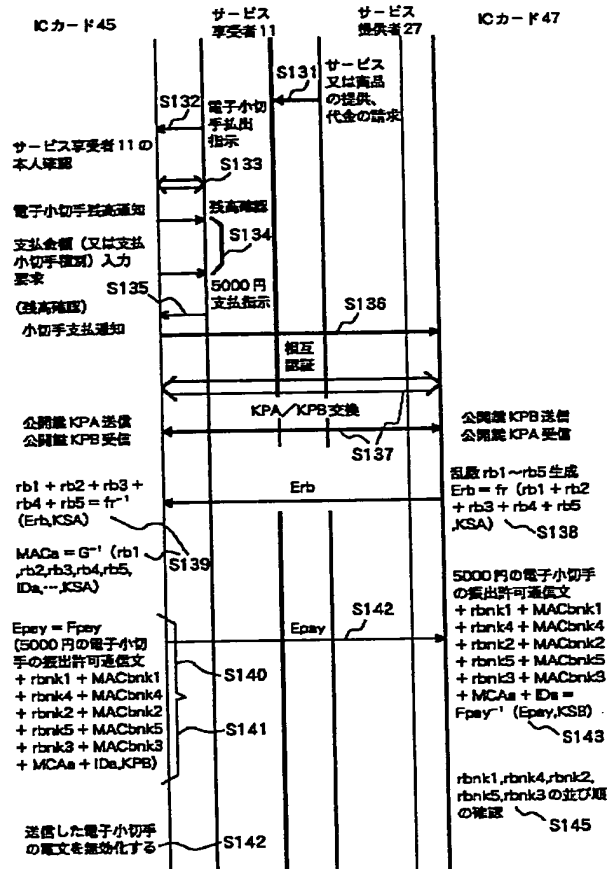 ICカード45
サービス
享受者11
サービス
提供者27
ICカード47
S131
サービス
又は商品
の提供、
代金の請求
S132
電子小切
手払出
指示
サービス享受者11の
本人確認
S133
電子小切手残高通知
残高確認
支払金額（又は支払
小切手種別）入力
要求
S134
S135
5000円
支払指示
(残高確認)
小切手支払通知
S136
相互
認証
KPA／KPB交換
公開鍵KPA送信
公開鍵KPB受信
公開鍵KPB送信
公開鍵KPA受信
S137
Erb
rb1 + rb2 + rb3 +
rb4 + rb5 = fr⁻¹
(Erb,KSA)
乱数rb1～rb5生成
Erb = fr (rb1 + rb2
+ rb3 + rb4 + rb5
,KSA)
S138
MACa = G⁻¹ (rb1
,rb2,rb3,rb4,rb5,
IDa,…,KSA)
S139
Epay = Fpay
(5000円の電子小切
手の振出許可通信文
+ rbnk1 + MACbnk1
+ rbnk4 + MACbnk4
+ rbnk2 + MACbnk2
+ rbnk5 + MACbnk5
+ rbnk3 + MACbnk3
+ MCAa + IDa,KPB)
S140
S141
Epay
S142
5000円の電子小切手
の振出許可通信文
+ rbnk1 + MACbnk1
+ rbnk4 + MACbnk4
+ rbnk2 + MACbnk2
+ rbnk5 + MACbnk5
+ rbnk3 + MACbnk3
+ MCAa + IDa =
Fpay⁻¹ (Epay,KSB)
S143
rbnk1,rbnk4,rbnk2,
rbnk5,rbnk3の並び順
の確認
S145
送信した電子小切手
の電文を無効化する
S142